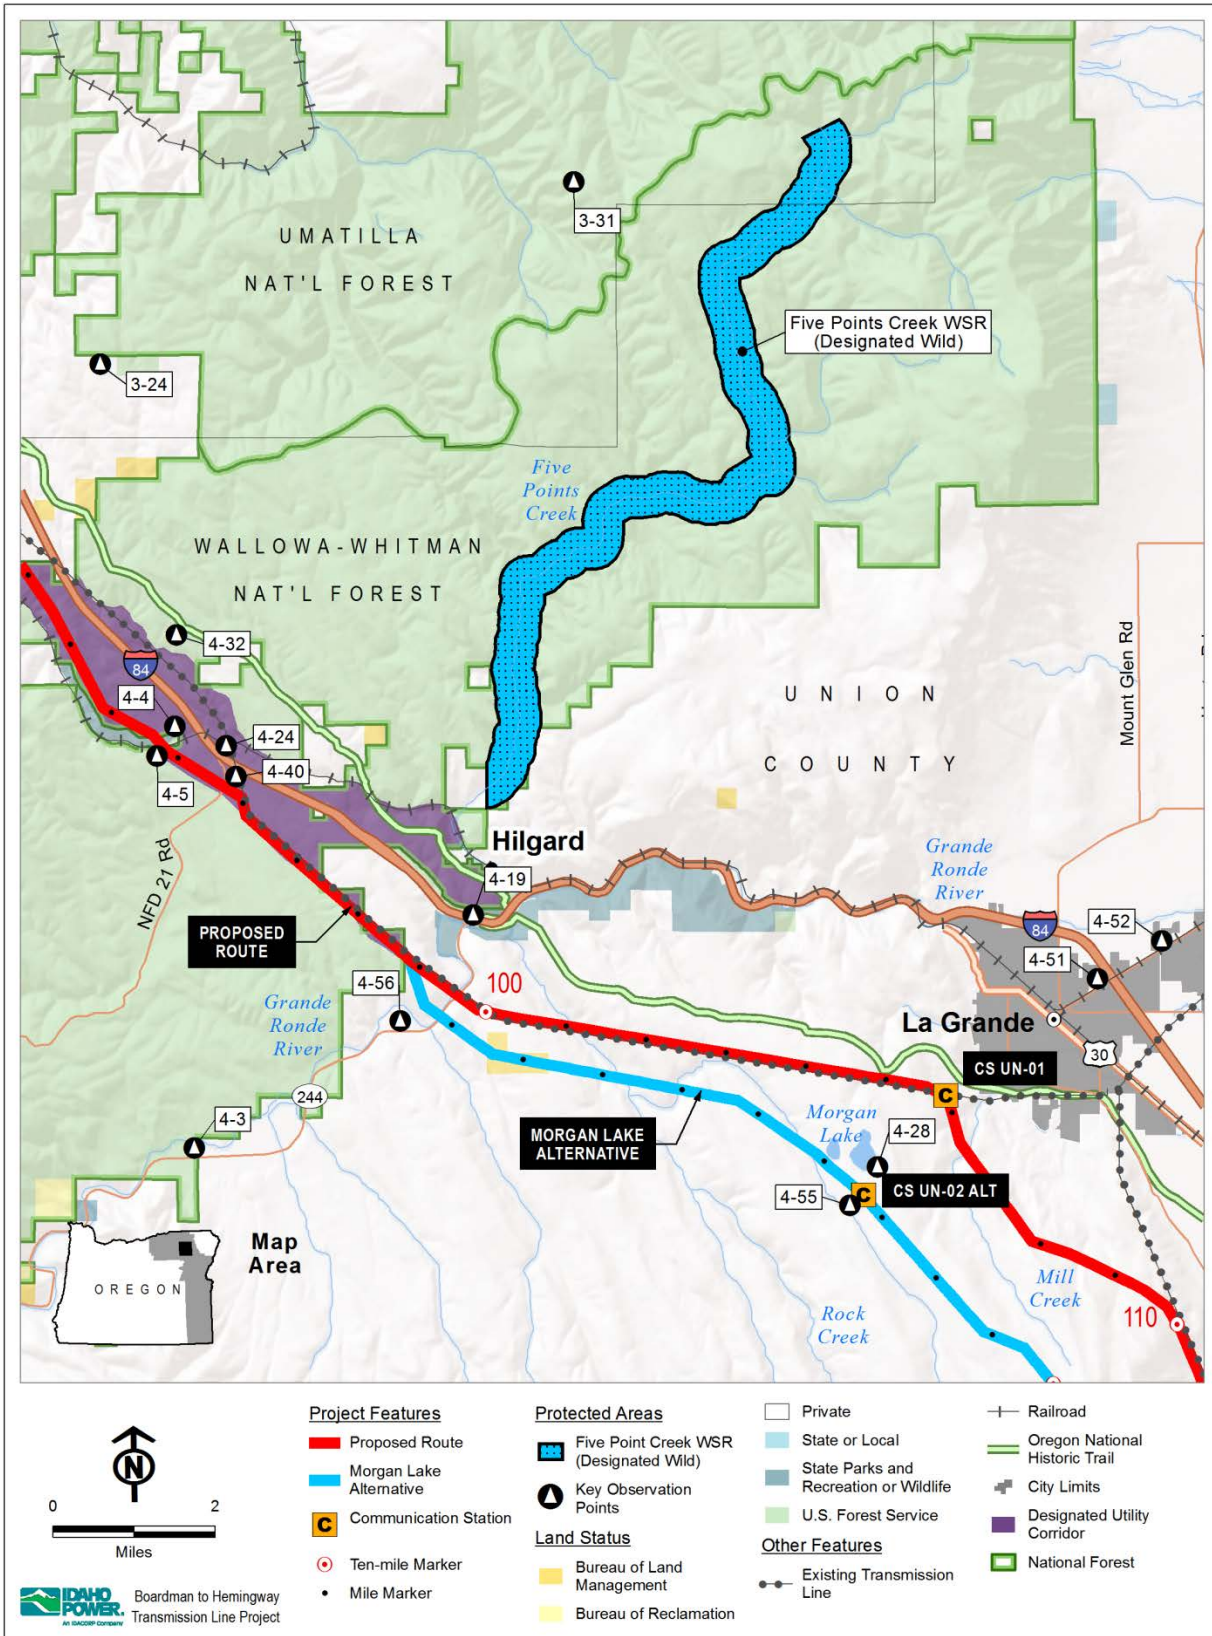 3-31
UMATILLA
NAT'L FOREST
Five Points Creek WSR
(Designated Wild)
3-24
Five
Points
Creek
WALLOWA-WHITMAN
NAT'L FOREST
Mount Glen Rd
4-32
84
4-4
UNION
COUNTY
4-24
4-40
4-5
Hilgard
Grande
Ronde
River
NFD 21 Rd
4-19
PROPOSED
ROUTE
84
4-52
4-51
4-56
100
Grande
Ronde
River
La Grande
30
CS UN-01
244
Morgan
Lake
4-28
4-3
MORGAN LAKE
ALTERNATIVE
CS UN-02 ALT
4-55
C
C
Map
Area
OREGON
Mill
Creek
Rock
Creek
110
N
0 2
Miles
IDAHO
POWER.
An IDACORP Company
Boardman to Hemingway
Transmission Line Project
Project Features
Proposed Route
Morgan Lake
Alternative
C Communication Station
Ten-mile Marker
Mile Marker
Protected Areas
Five Point Creek WSR
(Designated Wild)
Key Observation
Points
Land Status
Bureau of Land
Management
Bureau of Reclamation
Private
State or Local
State Parks and
Recreation or Wildlife
U.S. Forest Service
Other Features
Existing Transmission
Line
Railroad
Oregon National
Historic Trail
City Limits
Designated Utility
Corridor
National Forest